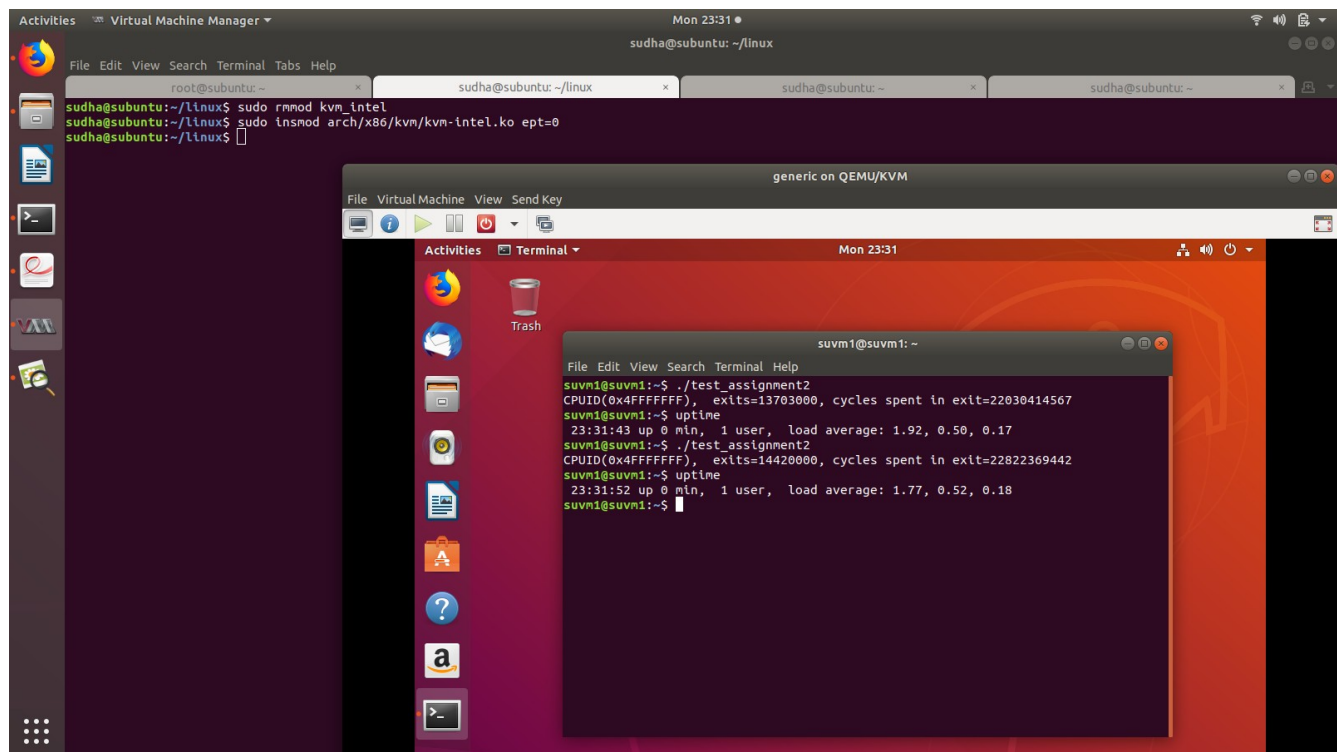 Activities Virtual Machine Manager ▾ Mon 23:31 ●
sudha@subuntu: ~/linux
File Edit View Search Terminal Tabs Help
root@subuntu: ~ × sudha@subuntu: ~/linux × sudha@subuntu: ~ × sudha@subuntu: ~ ×
sudha@subuntu:~/linux$ sudo rmmod kvm_intel
sudha@subuntu:~/linux$ sudo insmod arch/x86/kvm/kvm-intel.ko ept=0
sudha@subuntu:~/linux$
generic on QEMU/KVM
File Virtual Machine View Send Key
Activities Terminal ▾ Mon 23:31
Trash
suvm1@suvm1: ~
File Edit View Search Terminal Help
suvm1@suvm1:~$ ./test_assignment2
CPUID(0x4FFFFFFF), exits=13703000, cycles spent in exit=22030414567
suvm1@suvm1:~$ uptime
23:31:43 up 0 min, 1 user, load average: 1.92, 0.50, 0.17
suvm1@suvm1:~$ ./test_assignment2
CPUID(0x4FFFFFFF), exits=14420000, cycles spent in exit=22822369442
suvm1@suvm1:~$ uptime
23:31:52 up 0 min, 1 user, load average: 1.77, 0.52, 0.18
suvm1@suvm1:~$